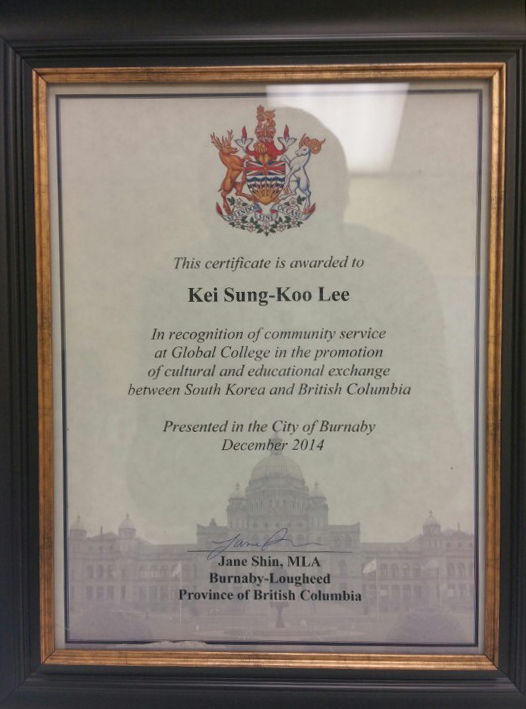 This certificate is awarded to
Kei Sung-Koo Lee
In recognition of community service
at Global College in the promotion
of cultural and educational exchange
between South Korea and British Columbia
Presented in the City of Burnaby
December 2014
Jane Shin, MLA
Burnaby-Lougheed
Province of British Columbia